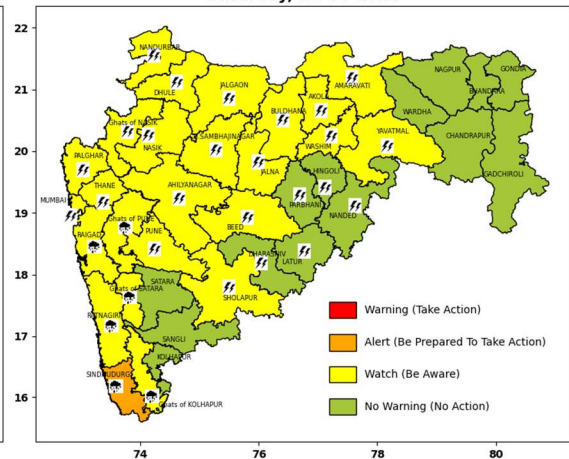 22
21
20
19
18
17
16
74
76
78
80
NANDURBAR
DHULE
JALGAON
AMARAVATI
NAGPUR
GONDIA
BHANDARA
AKOLA
BULDHANA
WARDHA
Ghats of NASIK
NASIK
C.SAMBHAJINAGAR
WASHIM
YAVATMAL
CHANDRAPUR
PALGHAR
JALNA
HINGOLI
GADCHIROLI
THANE
AHILYANAGAR
PARBHANI
MUMBAI
NANDED
Ghats of PUNE
RAIGAD
PUNE
BEED
DHARASHIV
LATUR
SATARA
Ghats of SATARA
SHOLAPUR
RATNAGIRI
SANGLI
KOLHAPUR
SINDHUDURG
Ghats of KOLHAPUR
Warning (Take Action)
Alert (Be Prepared To Take Action)
Watch (Be Aware)
No Warning (No Action)